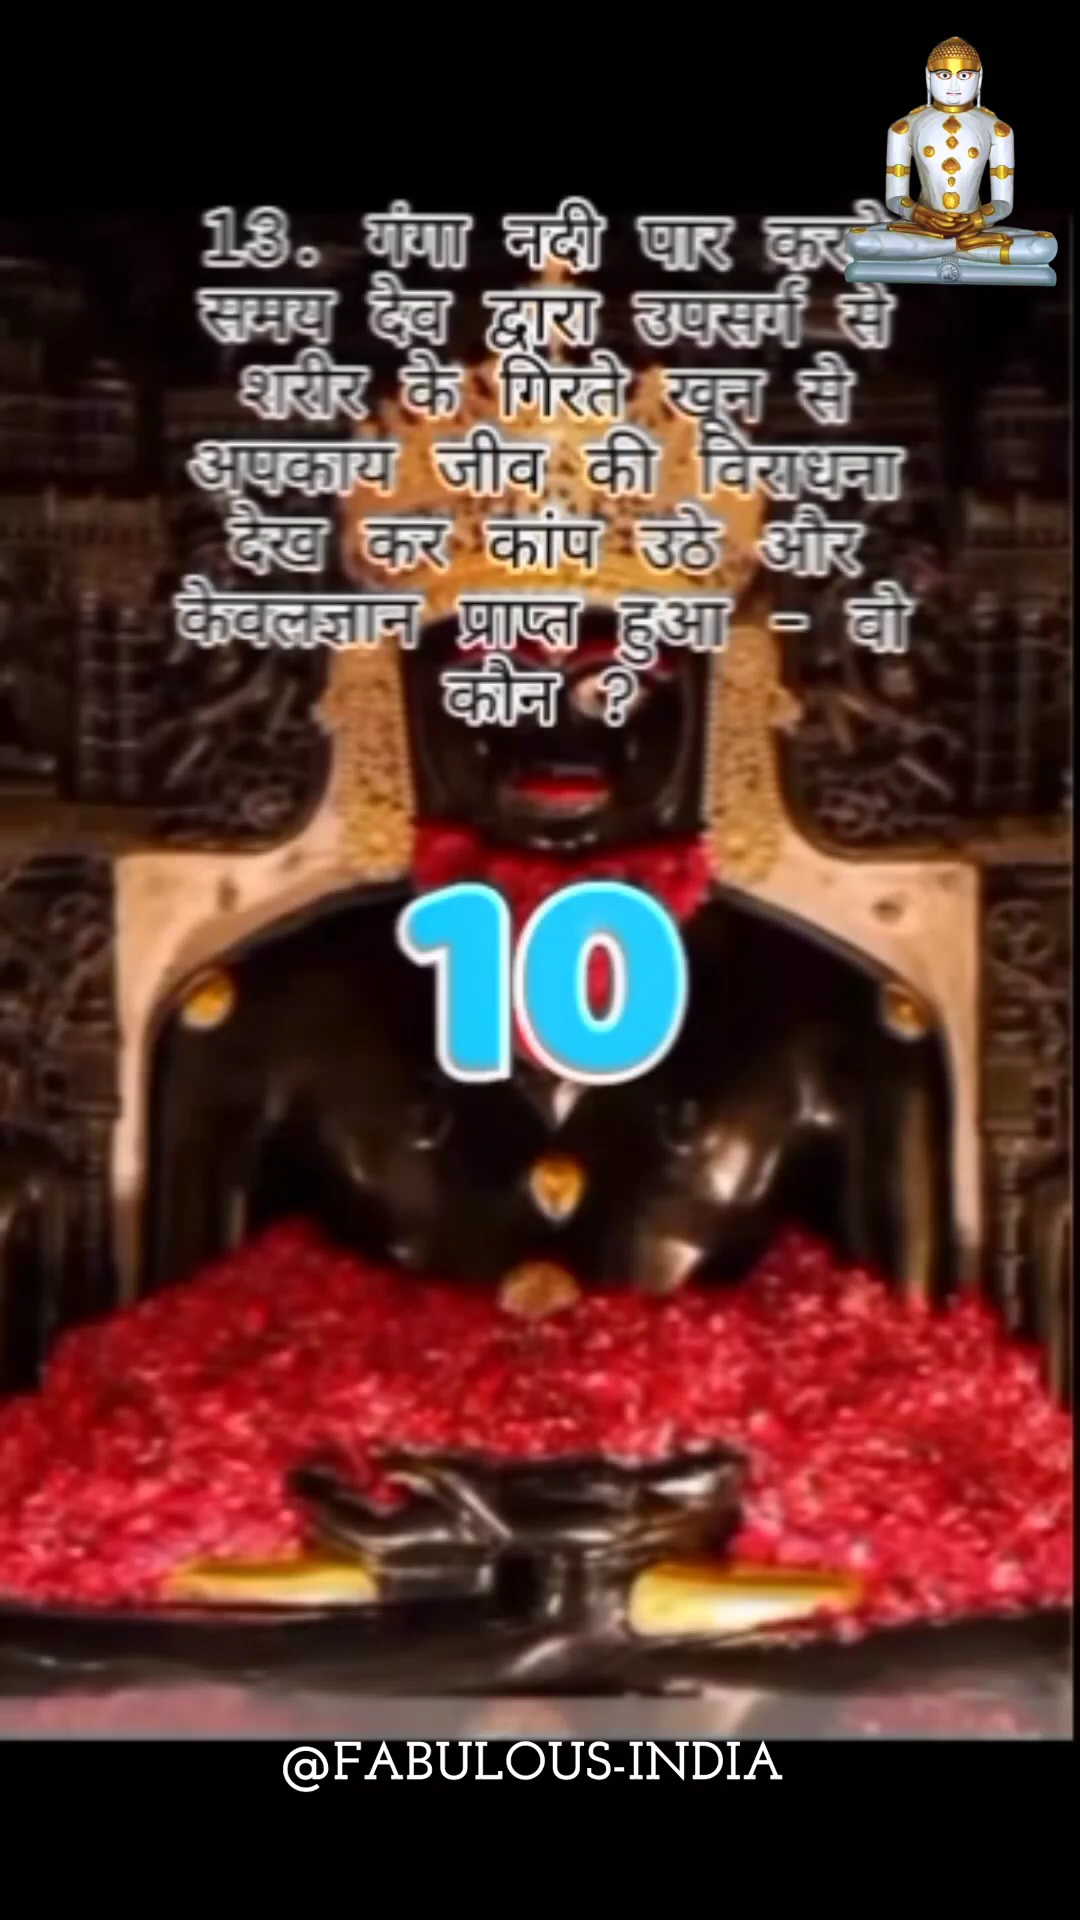 13. गंगा नदी पार करते
समय देव द्वारा उपसर्ग से
शरीर के गिरते खून से
अपकाय जीव की विराधना
देख कर कांप उठे और
केवलज्ञान प्राप्त हुआ - वो
कौन ?
10
@FABULOUS-INDIA